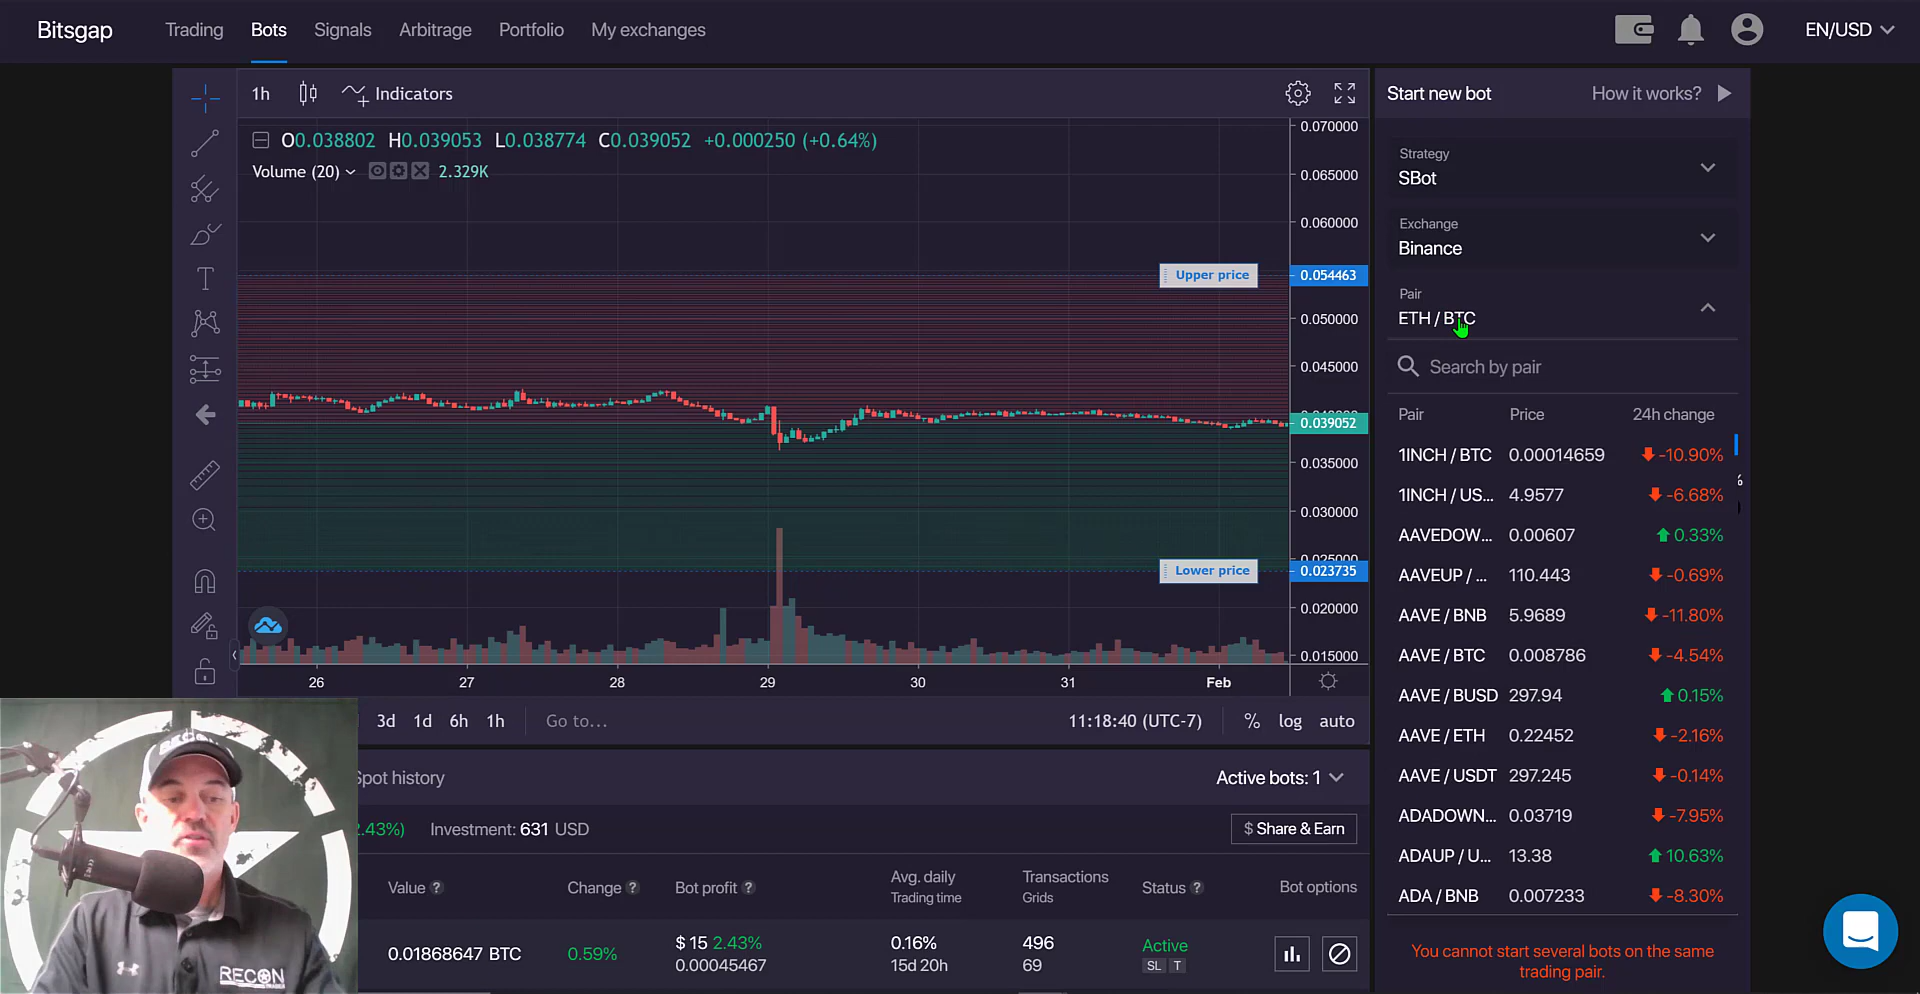 Bitsgap Trading Bots Signals Arbitrage Portfolio My exchanges EN/USD
1h Indicators
O0.038802 H0.039053 L0.038774 C0.039052 +0.000250 (+0.64%)
Volume (20) 2.329K
0.070000
0.065000
0.060000
Upper price 0.054463
0.050000
0.045000
0.039052
0.035000
0.030000
0.025000
Lower price 0.023735
0.020000
0.015000
26 27 28 29 30 31 Feb
3d 1d 6h 1h Go to... 11:18:40 (UTC-7) % log auto
Start new bot How it works?
Strategy
SBot
Exchange
Binance
Pair
ETH / BTC
Search by pair
Pair Price 24h change
1INCH / BTC 0.00014659 -10.90%
1INCH / US... 4.9577 -6.68%
AAVEDOW... 0.00607 0.33%
AAVEUP / ... 110.443 -0.69%
AAVE / BNB 5.9689 -11.80%
AAVE / BTC 0.008786 -4.54%
AAVE / BUSD 297.94 0.15%
AAVE / ETH 0.22452 -2.16%
AAVE / USDT 297.245 -0.14%
ADADOWN... 0.03719 -7.95%
ADAUP / U... 13.38 10.63%
ADA / BNB 0.007233 -8.30%
You cannot start several bots on the same
trading pair.
Spot history Active bots: 1
2.43%) Investment: 631 USD $ Share & Earn
Value ? Change ? Bot profit ? Avg. daily Transactions Status ? Bot options
Trading time Grids
0.01868647 BTC 0.59% $ 15 2.43% 0.16% 496 Active
0.00045467 15d 20h 69 SL T
RECON